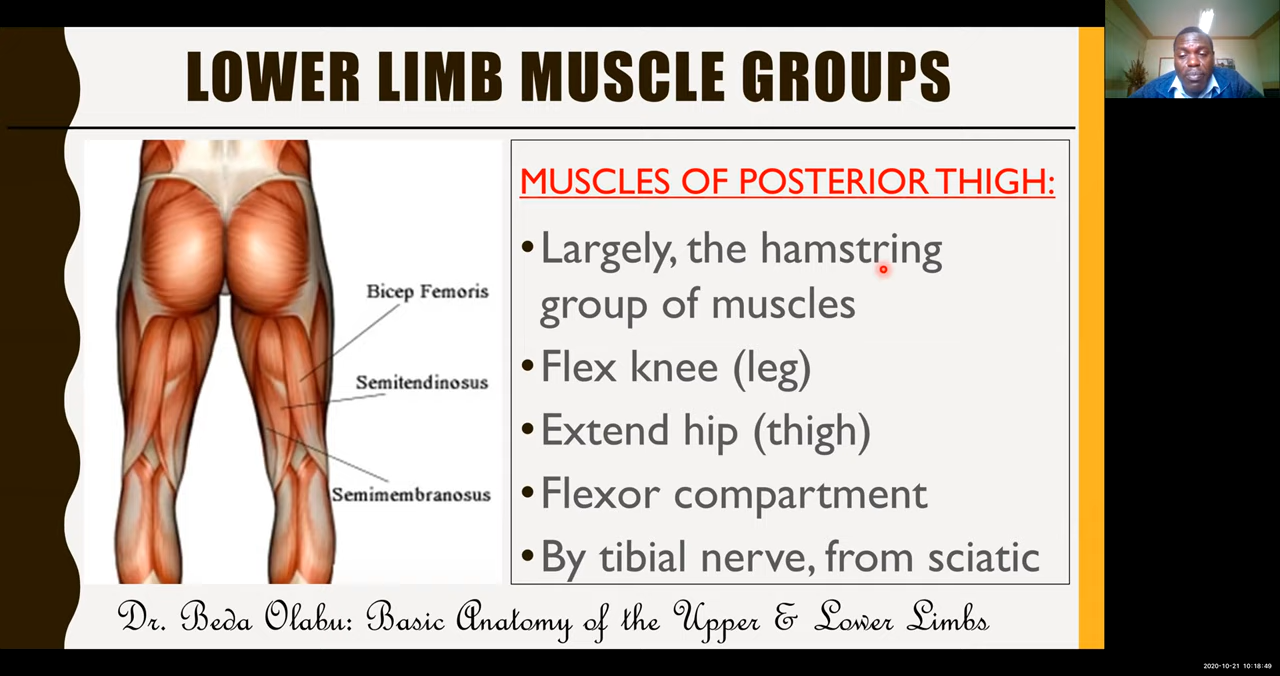 LOWER LIMB MUSCLE GROUPS
Bicep Femoris
Semitendinosus
Semimembranosus
MUSCLES OF POSTERIOR THIGH:
•Largely, the hamstring
group of muscles
•Flex knee (leg)
•Extend hip (thigh)
•Flexor compartment
•By tibial nerve, from sciatic
Dr. Beda Olabu: Basic Anatomy of the Upper & Lower Limbs
2020-10-21 10:18:49